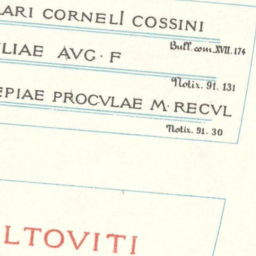 ARI CORNELI COSSINI
Bull. com. XVII. 174
LIAE AVG · F
Notiz. 91. 131
EPIAE PROCVLAE M · RECVL
Notiz. 91. 30
LTOVITI